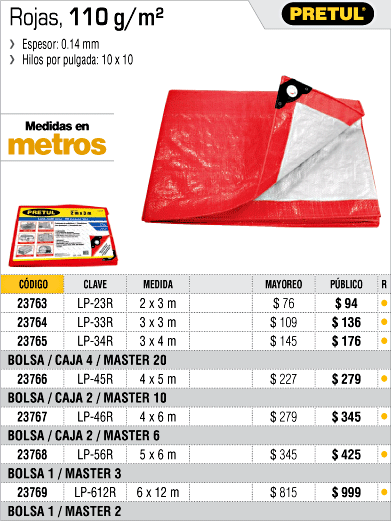 Rojas, 110 g/m²
PRETUL®
❯ Espesor: 0.14 mm
❯ Hilos por pulgada: 10 x 10
Medidas en
metros
PRETUL
2 m x 3 m
CÓDIGO CLAVE MEDIDA MAYOREO PÚBLICO R
23763 LP-23R 2 x 3 m $ 76 $ 94 ●
23764 LP-33R 3 x 3 m $ 109 $ 136 ●
23765 LP-34R 3 x 4 m $ 145 $ 176 ●
BOLSA / CAJA 4 / MASTER 20
23766 LP-45R 4 x 5 m $ 227 $ 279 ●
BOLSA / CAJA 2 / MASTER 10
23767 LP-46R 4 x 6 m $ 279 $ 345 ●
BOLSA / CAJA 2 / MASTER 6
23768 LP-56R 5 x 6 m $ 345 $ 425 ●
BOLSA 1 / MASTER 3
23769 LP-612R 6 x 12 m $ 815 $ 999 ●
BOLSA 1 / MASTER 2